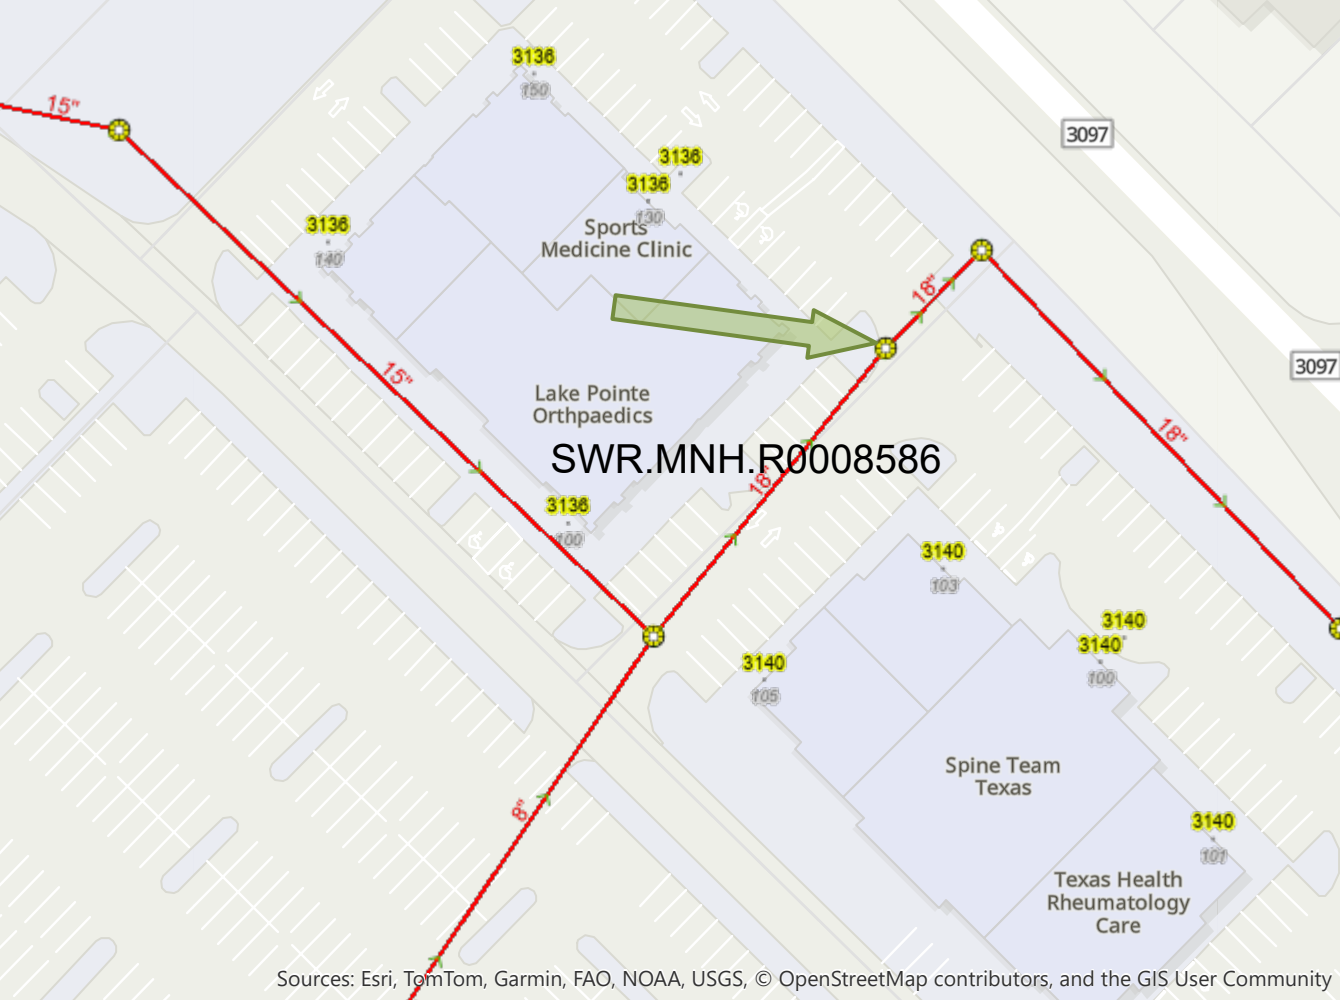 3136
150
15"
3097
3136
3136
130
3136
140
Sports
Medicine Clinic
18"
3097
15"
Lake Pointe
Orthpaedics
18"
SWR.MNH.R0008586
18"
3136
100
3140
103
3140
3140
100
3140
105
Spine Team
Texas
8"
3140
101
Texas Health
Rheumatology
Care
Sources: Esri, TomTom, Garmin, FAO, NOAA, USGS, © OpenStreetMap contributors, and the GIS User Community